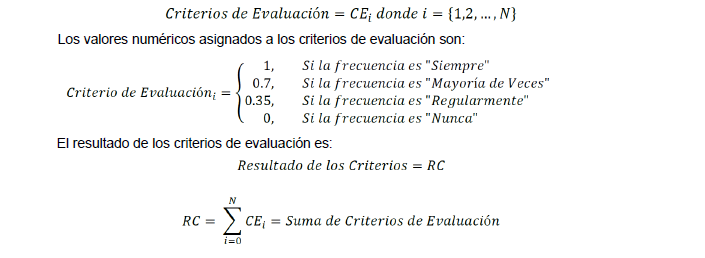 Criterios de Evaluación = CEᵢ donde i = {1,2, ..., N}
Los valores numéricos asignados a los criterios de evaluación son:
Criterio de Evaluaciónᵢ = { 1, Si la frecuencia es "Siempre"
0.7, Si la frecuencia es "Mayoría de Veces"
0.35, Si la frecuencia es "Regularmente"
0, Si la frecuencia es "Nunca"
El resultado de los criterios de evaluación es:
Resultado de los Criterios = RC
RC = ∑_{i=0}^{N} CEᵢ = Suma de Criterios de Evaluación